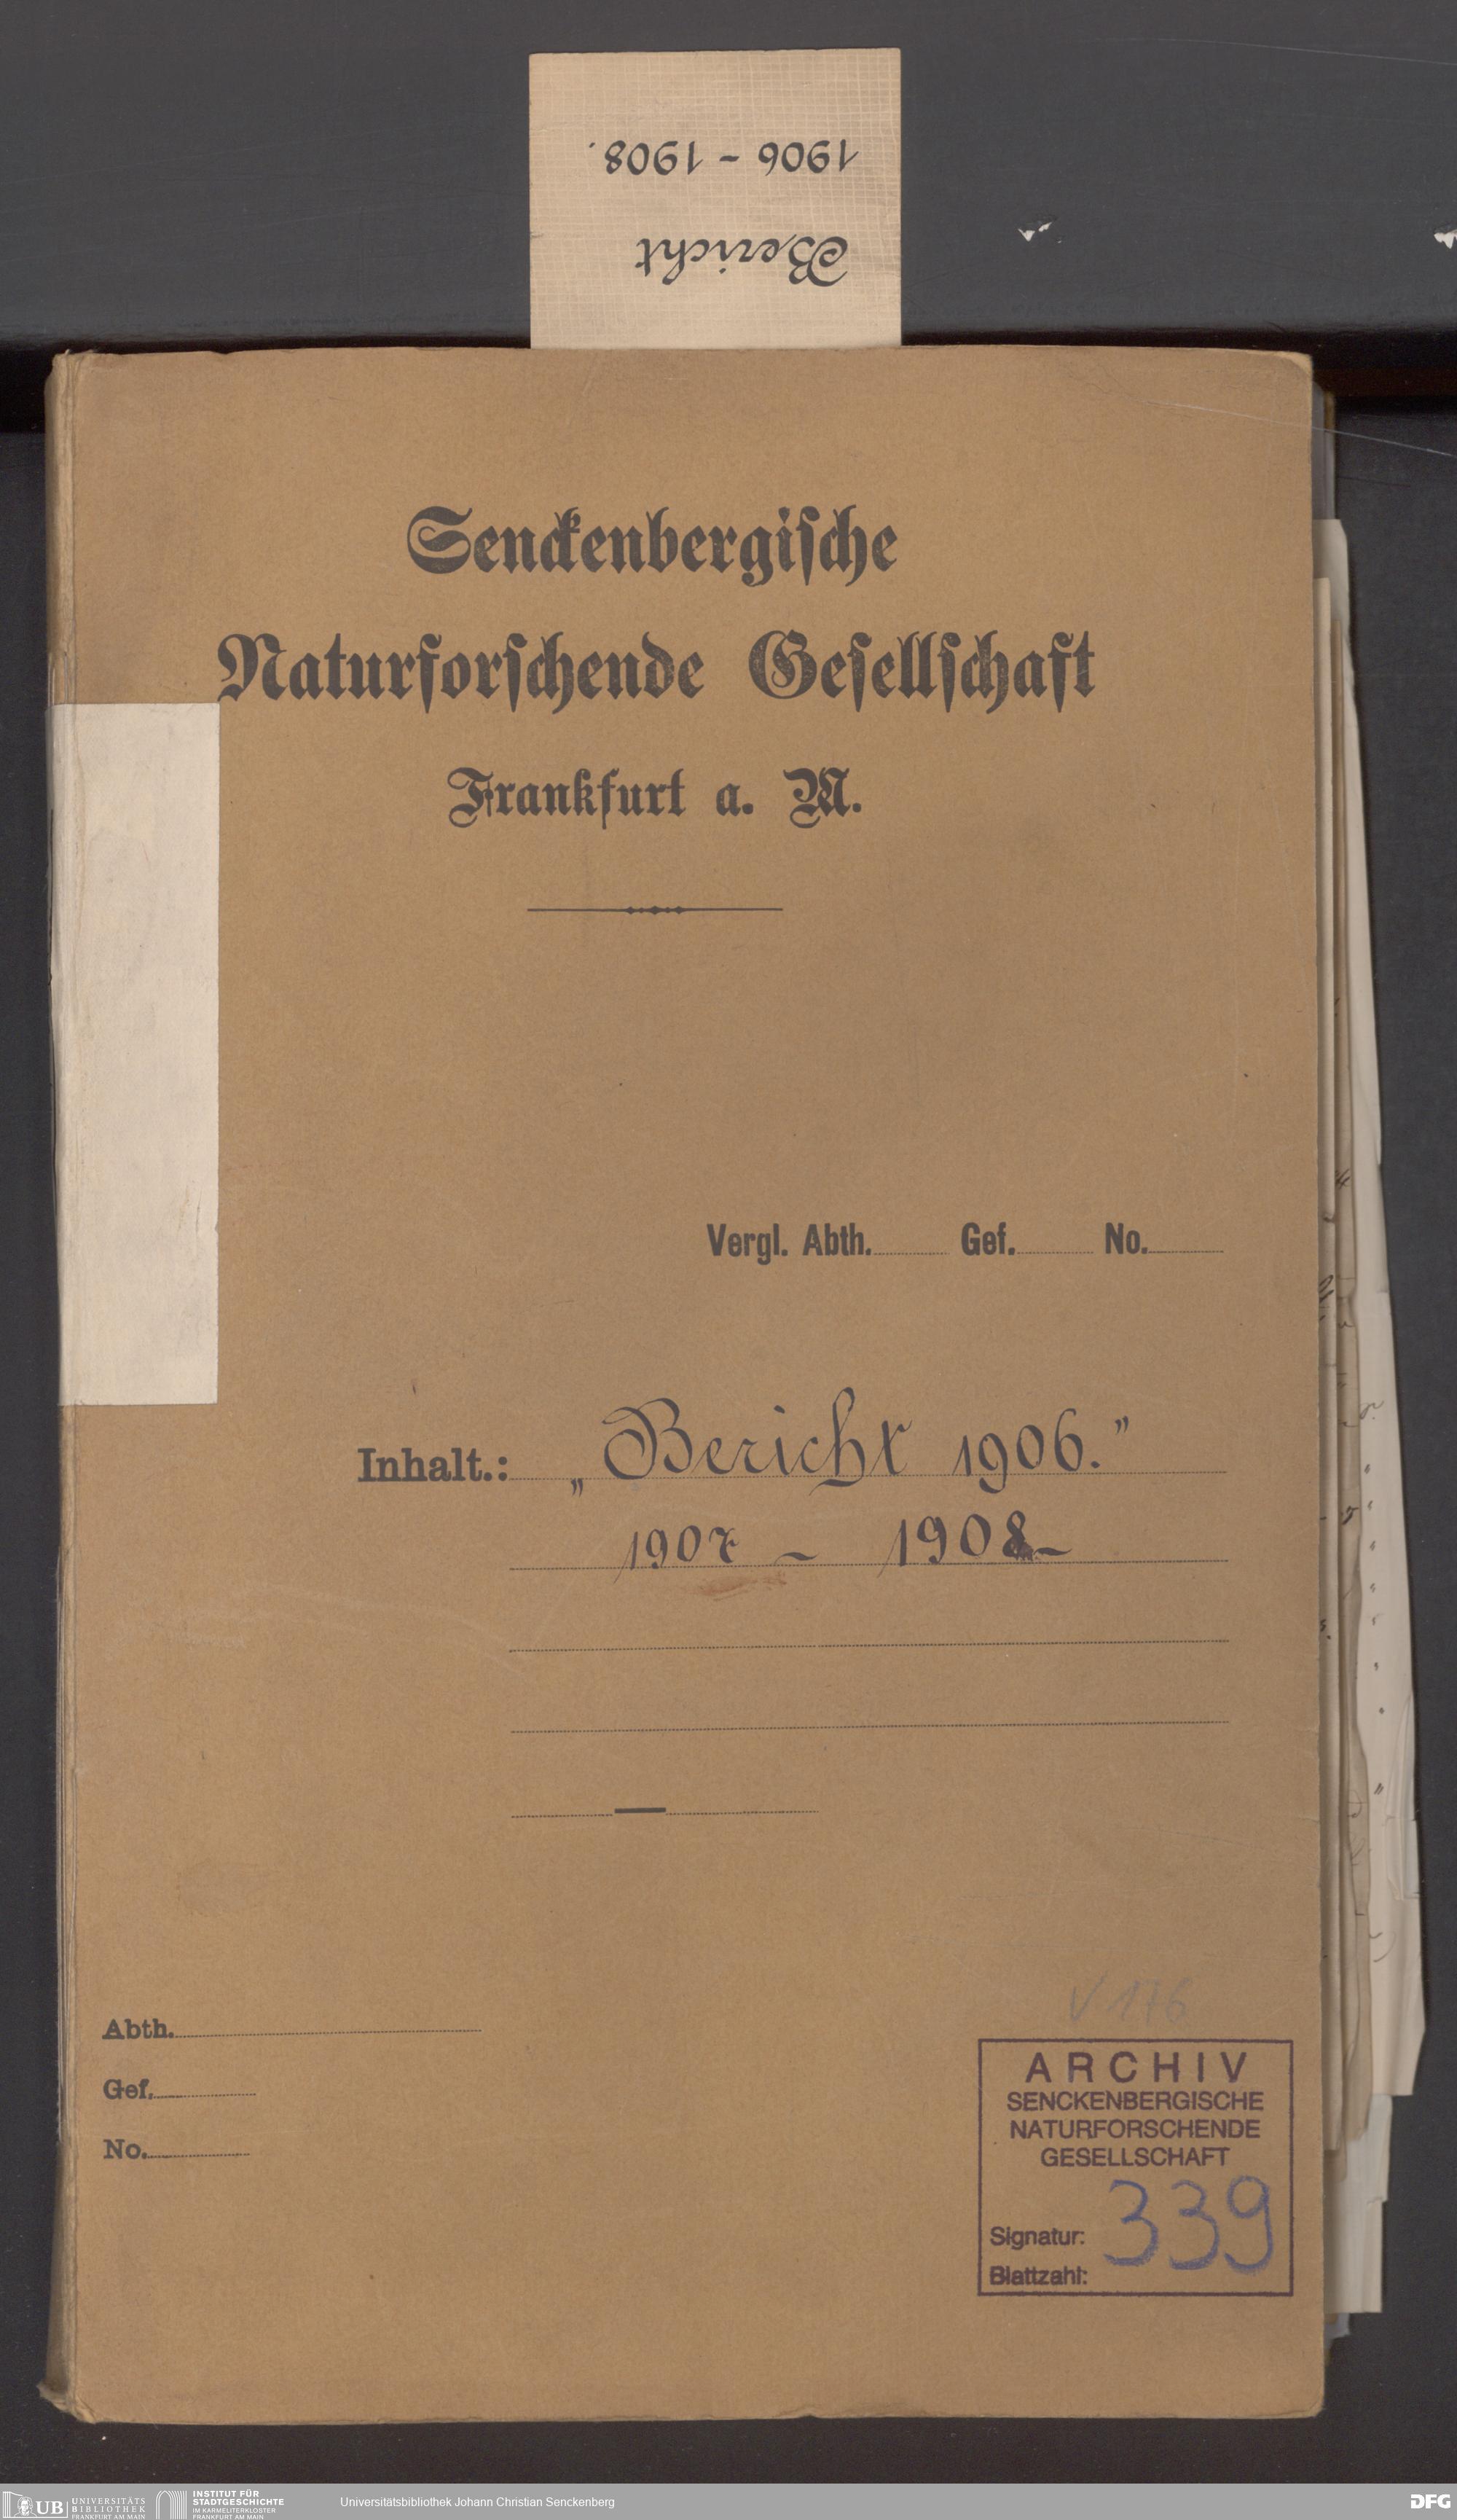 Bericht
1906 - 1908.
Senckenbergische
Naturforschende Gesellschaft
Frankfurt a. M.
Vergl. Abth. Gef. No.
Inhalt.: „Bericht 1906.”
1907 – 1908 –
Abth.
Gef.
No.
V 176
ARCHIV
SENCKENBERGISCHE
NATURFORSCHENDE
GESELLSCHAFT
Signatur: 339
Blattzahl:
UB UNIVERSITÄTS
BIBLIOTHEK
FRANKFURT AM MAIN
INSTITUT FÜR
STADTGESCHICHTE
IM KARMELITERKLOSTER
FRANKFURT AM MAIN
Universitätsbibliothek Johann Christian Senckenberg
DFG